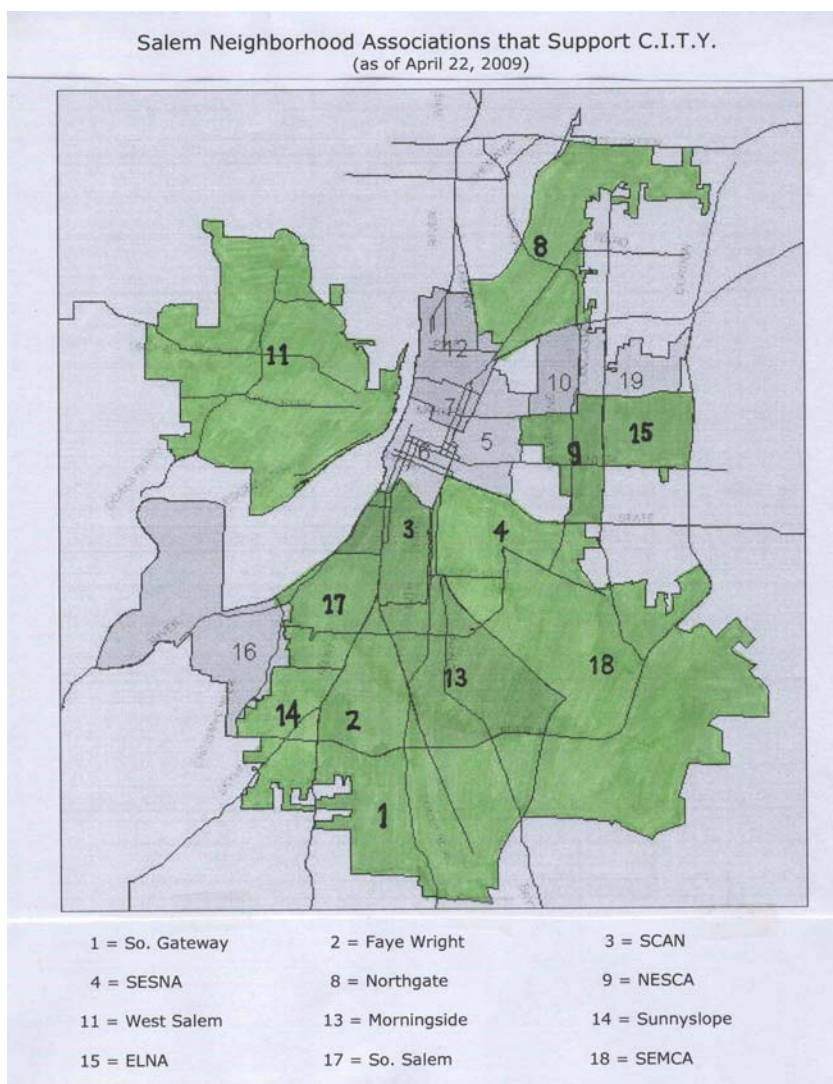 Salem Neighborhood Associations that Support C.I.T.Y.
(as of April 22, 2009)
8
12
11
10
19
7
15
5
6
9
3
4
STATE
17
16
18
13
14
2
1
1 = So. Gateway 2 = Faye Wright 3 = SCAN
4 = SESNA 8 = Northgate 9 = NESCA
11 = West Salem 13 = Morningside 14 = Sunnyslope
15 = ELNA 17 = So. Salem 18 = SEMCA